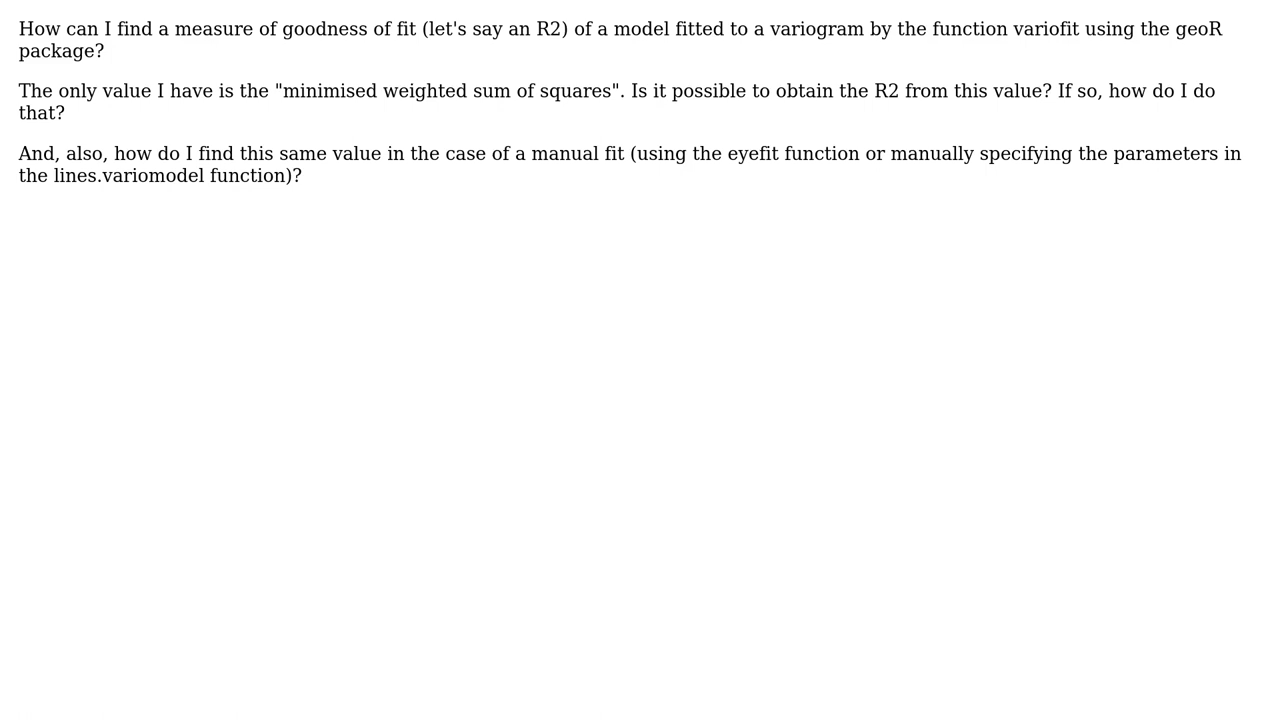 How can I find a measure of goodness of fit (let's say an R2) of a model fitted to a variogram by the function variofit using the geoR
package?
The only value I have is the "minimised weighted sum of squares". Is it possible to obtain the R2 from this value? If so, how do I do
that?
And, also, how do I find this same value in the case of a manual fit (using the eyefit function or manually specifying the parameters in
the lines.variomodel function)?